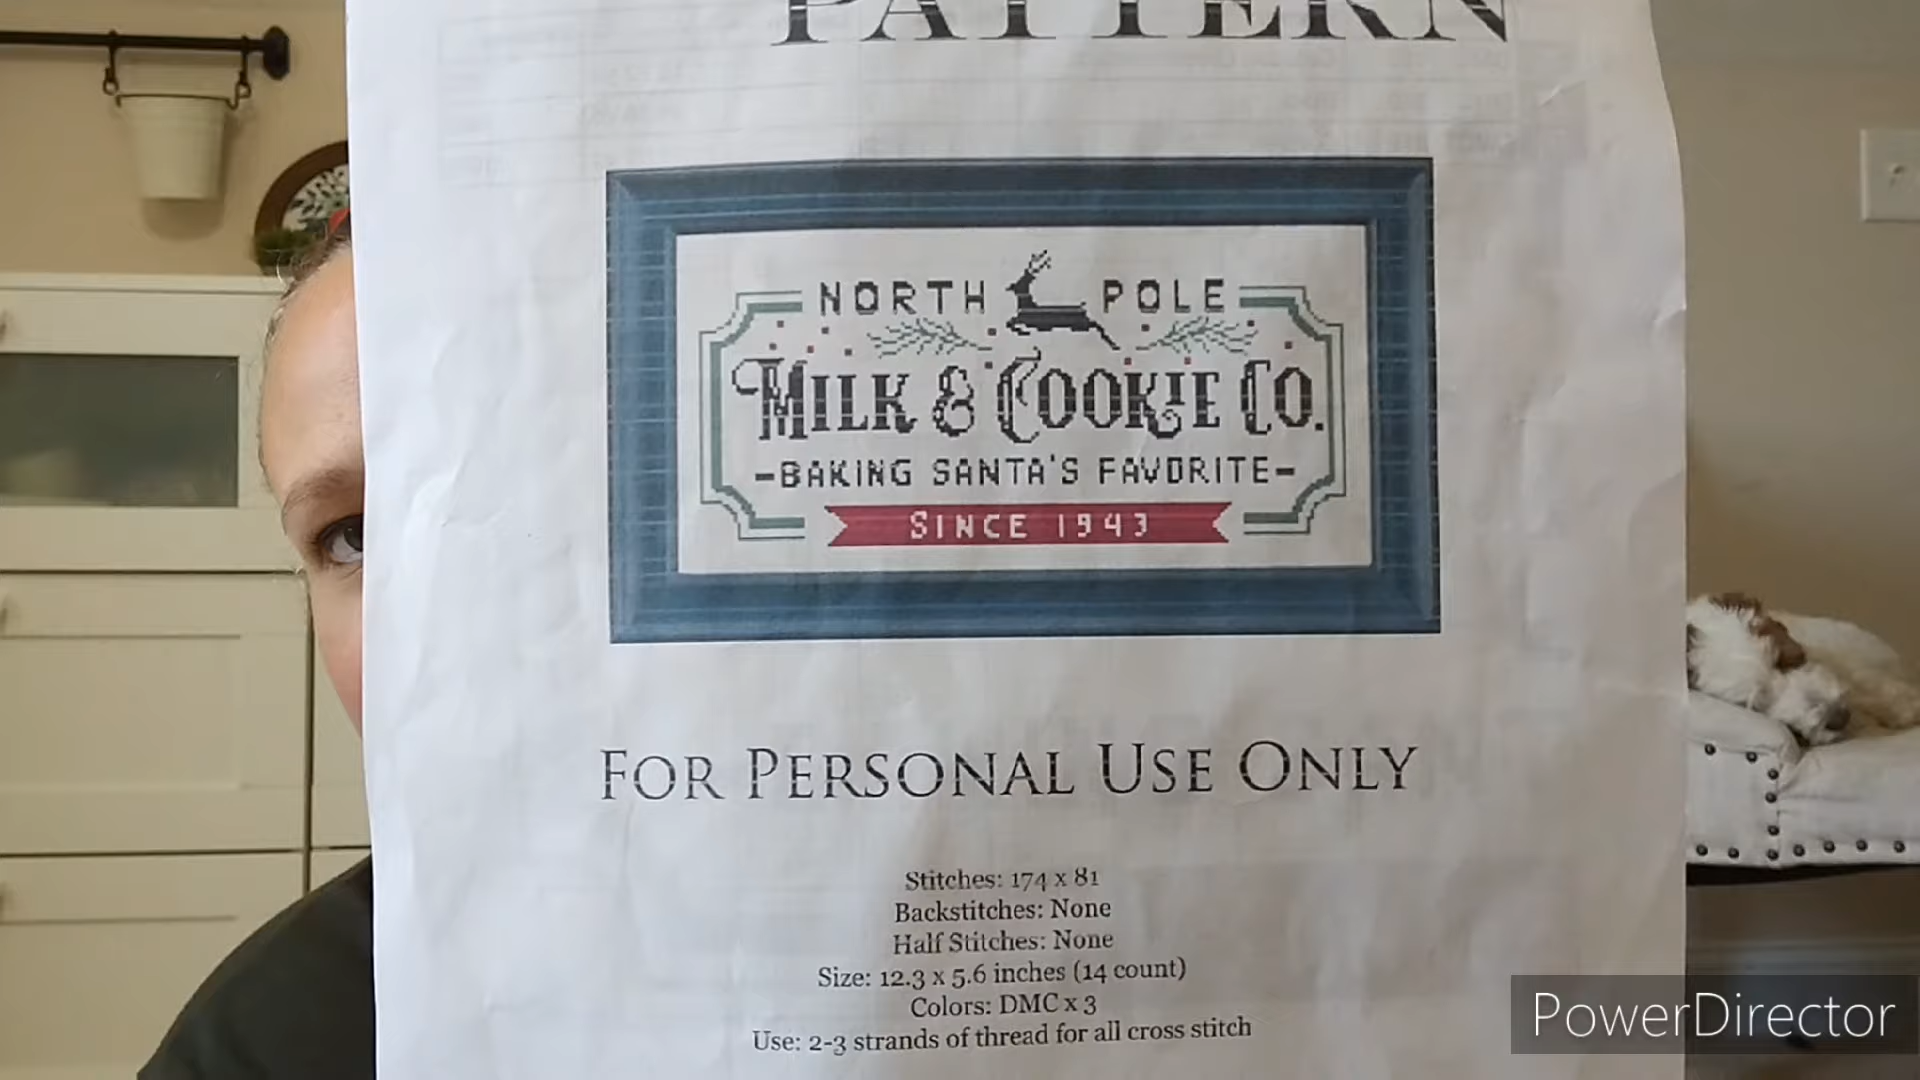 PATTERN
NORTH POLE
MILK & COOKIE CO.
-BAKING SANTA'S FAVORITE-
SINCE 1943
FOR PERSONAL USE ONLY
Stitches: 174 x 81
Backstitches: None
Half Stitches: None
Size: 12.3 x 5.6 inches (14 count)
Colors: DMC x 3
Use: 2-3 strands of thread for all cross stitch
PowerDirector